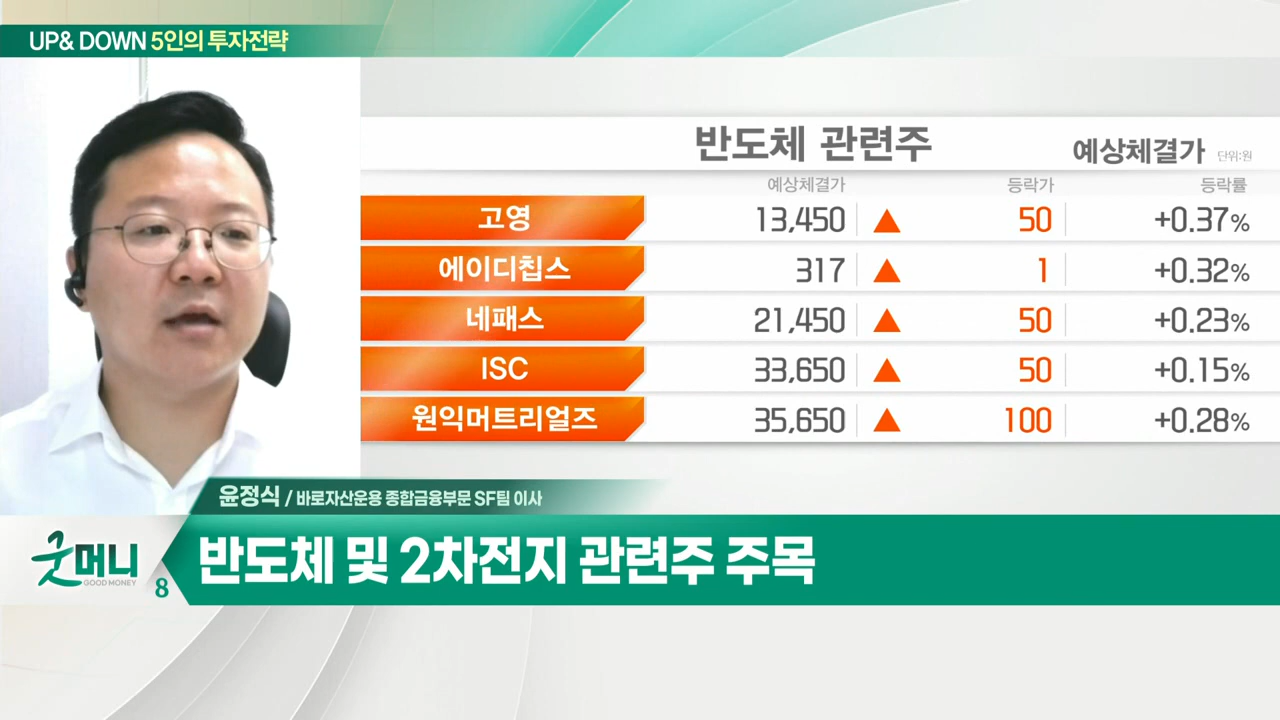 UP& DOWN 5인의 투자전략
반도체 관련주 예상체결가 단위:원
예상체결가 등락가 등락률
고영 13,450 ▲ 50 +0.37%
에이디칩스 317 ▲ 1 +0.32%
네패스 21,450 ▲ 50 +0.23%
ISC 33,650 ▲ 50 +0.15%
원익머트리얼즈 35,650 ▲ 100 +0.28%
윤정식 / 바로자산운용 종합금융부문 SF팀 이사
굿머니
GOOD MONEY
8
반도체 및 2차전지 관련주 주목